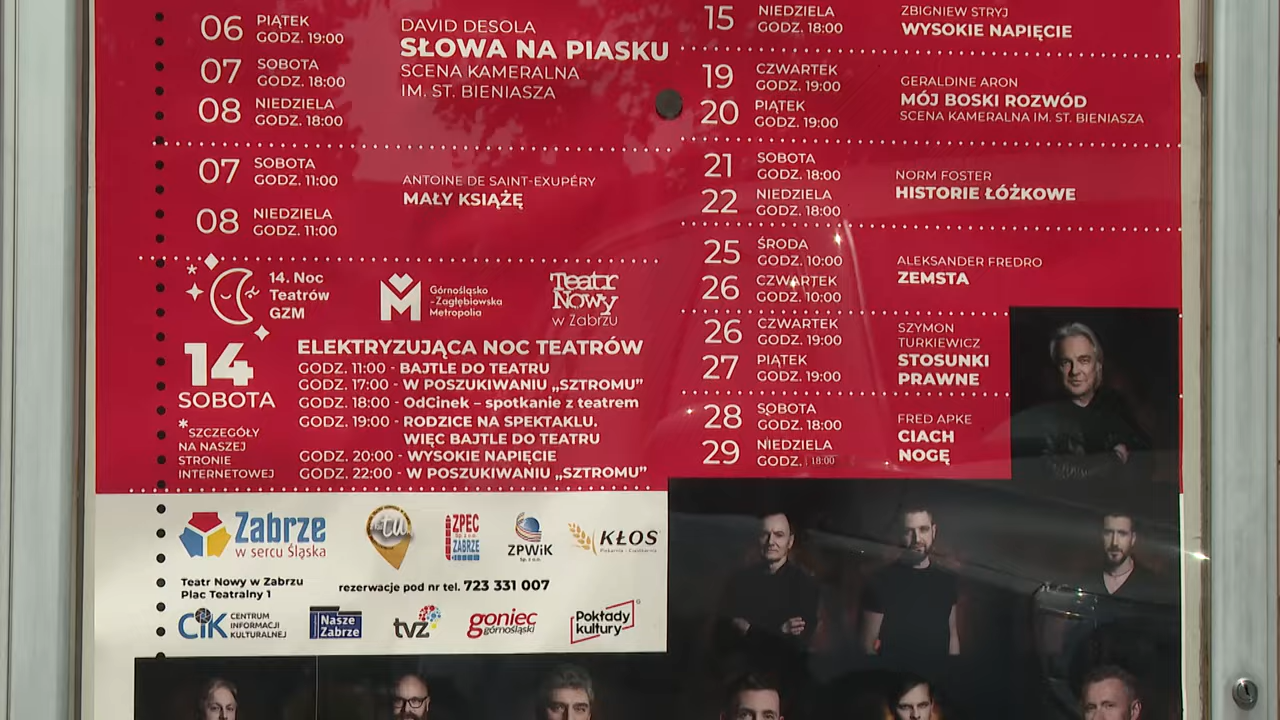 06 PIĄTEK
GODZ. 19:00
07 SOBOTA
GODZ. 18:00
08 NIEDZIELA
GODZ. 18:00
DAVID DESOLA
SŁOWA NA PIASKU
SCENA KAMERALNA
IM. ST. BIENIASZA
07 SOBOTA
GODZ. 11:00
08 NIEDZIELA
GODZ. 11:00
ANTOINE DE SAINT-EXUPÉRY
MAŁY KSIĄŻĘ
14. Noc
Teatrów
GZM
Górnośląsko
-Zagłębiowska
Metropolia
Teatr
Nowy
w Zabrzu
14
SOBOTA
*SZCZEGÓŁY
NA NASZEJ
STRONIE
INTERNETOWEJ
ELEKTRYZUJĄCA NOC TEATRÓW
GODZ. 11:00 - BAJTLE DO TEATRU
GODZ. 17:00 - W POSZUKIWANIU „SZTROMU”
GODZ. 18:00 - OdCinek – spotkanie z teatrem
GODZ. 19:00 - RODZICE NA SPEKTAKLU.
WIĘC BAJTLE DO TEATRU
GODZ. 20:00 - WYSOKIE NAPIĘCIE
GODZ. 22:00 - W POSZUKIWANIU „SZTROMU”
15 NIEDZIELA
GODZ. 18:00
ZBIGNIEW STRYJ
WYSOKIE NAPIĘCIE
19 CZWARTEK
GODZ. 19:00
20 PIĄTEK
GODZ. 19:00
GERALDINE ARON
MÓJ BOSKI ROZWÓD
SCENA KAMERALNA IM. ST. BIENIASZA
21 SOBOTA
GODZ. 18:00
22 NIEDZIELA
GODZ. 18:00
NORM FOSTER
HISTORIE ŁÓŻKOWE
25 ŚRODA
GODZ. 10:00
26 CZWARTEK
GODZ. 10:00
ALEKSANDER FREDRO
ZEMSTA
26 CZWARTEK
GODZ. 19:00
27 PIĄTEK
GODZ. 19:00
SZYMON
TURKIEWICZ
STOSUNKI
PRAWNE
28 SOBOTA
GODZ. 18:00
29 NIEDZIELA
GODZ. 18:00
FRED APKE
CIACH
NOGĘ
Zabrze
w sercu Śląska
tu
ZPEC
Sp. z o.o.
ZABRZE
ZPWiK
Sp. z o.o.
KŁOS
Piekarnia - Ciastkarnia
Teatr Nowy w Zabrzu
Plac Teatralny 1
rezerwacje pod nr tel. 723 331 007
CIK CENTRUM
INFORMACJI
KULTURALNEJ
Nasze
Zabrze
tvz
goniec
górnośląski
Pokłady
kultury